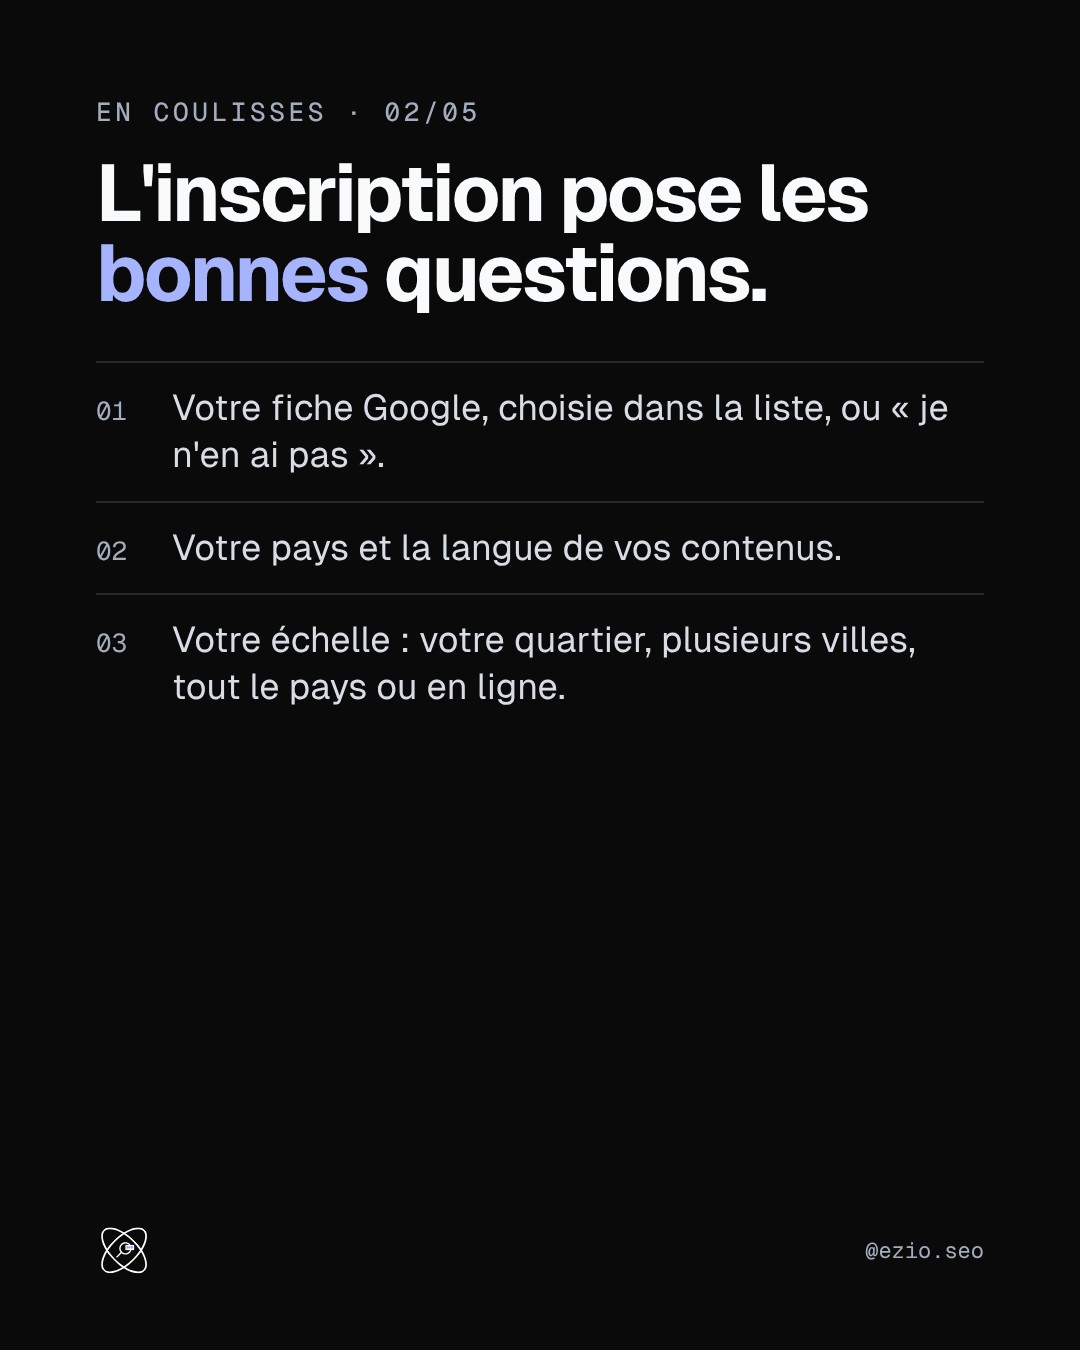 EN COULISSES · 02/05
L'inscription pose les
bonnes questions.
01 Votre fiche Google, choisie dans la liste, ou « je
n'en ai pas ».
02 Votre pays et la langue de vos contenus.
03 Votre échelle : votre quartier, plusieurs villes,
tout le pays ou en ligne.
@ezio.seo